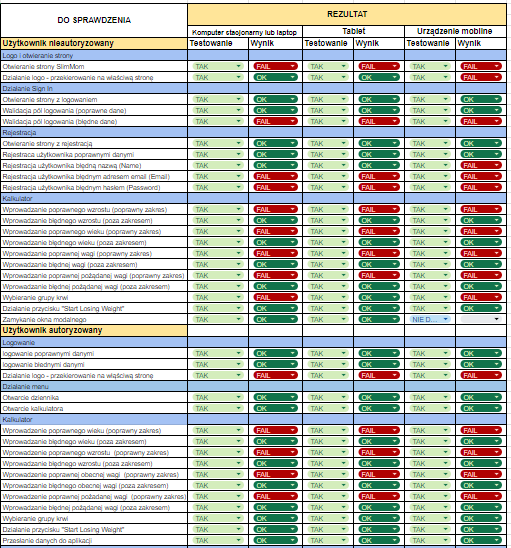 DO SPRAWDZENIA REZULTAT
Komputer stacjonarny lub laptop Tablet Urządzenie mobilne
Użytkownik nieautoryzowany Testowanie Wynik Testowanie Wynik Testowanie Wynik
Logo i otwieranie strony
Otwieranie strony SlimMom TAK FAIL TAK FAIL TAK FAIL
Działanie logo - przekierowanie na właściwą stronę TAK OK TAK OK TAK FAIL
Działanie Sign In
Otwieranie strony z logowaniem TAK OK TAK OK TAK OK
Walidacja pól logowania (poprawne dane) TAK OK TAK OK TAK OK
Walidacja pól logowania (błędne dane) TAK FAIL TAK FAIL TAK FAIL
Rejestracja
Otwieranie strony z rejestracją TAK OK TAK OK TAK OK
Rejestraca użytkownika poprawnymi danymi TAK OK TAK OK TAK OK
Rejestracja użytkownika błędną nazwą (Name) TAK OK TAK OK TAK FAIL
Rejestracja użytkownika błędnym adresem email (Email) TAK FAIL TAK FAIL TAK FAIL
Rejestracja użytkownika błędnym hasłem (Password) TAK FAIL TAK FAIL TAK FAIL
Kalkulator
Wprowadzanie poprawnego wzrostu (poprawny zakres) TAK FAIL TAK FAIL TAK FAIL
Wprowadzanie błędnego wzrostu (poza zakresem) TAK OK TAK OK TAK OK
Wprowadzanie poprawnego wieku (poprawny zakres) TAK FAIL TAK FAIL TAK FAIL
Wprowadzanie błędnego wieku (poza zakresem) TAK OK TAK OK TAK OK
Wprowadzanie poprawnej wagi (poprawny zakres) TAK FAIL TAK FAIL TAK FAIL
Wprowadzanie błędnej wagi (poza zakresem) TAK OK TAK OK TAK OK
Wprowadzanie poprawnej pożądanej wagi (poprawny zakres) TAK FAIL TAK FAIL TAK FAIL
Wprowadzanie błędnej pożądanej wagi (poza zakresem) TAK OK TAK OK TAK OK
Wybieranie grupy krwi TAK FAIL TAK FAIL TAK FAIL
Działanie przycisku "Start Losing Weight" TAK OK TAK OK TAK OK
Zamykanie okna modalnego TAK OK TAK OK NIE D...
Użytkownik autoryzowany
Logowanie
logowanie poprawnymi danymi TAK OK TAK OK TAK OK
logowanie błednymi danymi TAK OK TAK OK TAK OK
Działanie logo - przekierowanie na właściwą stronę TAK FAIL TAK FAIL TAK FAIL
Działanie menu
Otwarcie dziennika TAK OK TAK OK TAK OK
Otwarcie kalkulatora TAK OK TAK OK TAK OK
Kalkulator
Wprowadzanie poprawnego wieku (poprawny zakres) TAK FAIL TAK FAIL TAK FAIL
Wprowadzanie błędnego wieku (poza zakresem) TAK OK TAK OK TAK OK
Wprowadzanie poprawnego wzrostu (poprawny zakres) TAK FAIL TAK FAIL TAK FAIL
Wprowadzanie błędnego wzrostu (poza zakresem) TAK OK TAK OK TAK OK
Wprowadzanie poprawnej obecnej wagi (poprawny zakres) TAK FAIL TAK FAIL TAK FAIL
Wprowadzanie błędnego obecnej wagi (poza zakresem) TAK OK TAK OK TAK OK
Wprowadzanie poprawnej pożądanej wagi (poprawny zakres) TAK FAIL TAK FAIL TAK FAIL
Wprowadzanie błędnej pożądanej wagi (poza zakresem) TAK OK TAK OK TAK OK
Wybieranie grupy krwi TAK OK TAK OK TAK OK
Działanie przycisku "Start Losing Weight" TAK OK TAK OK TAK OK
Przesłanie danych do aplikacji TAK OK TAK OK TAK OK